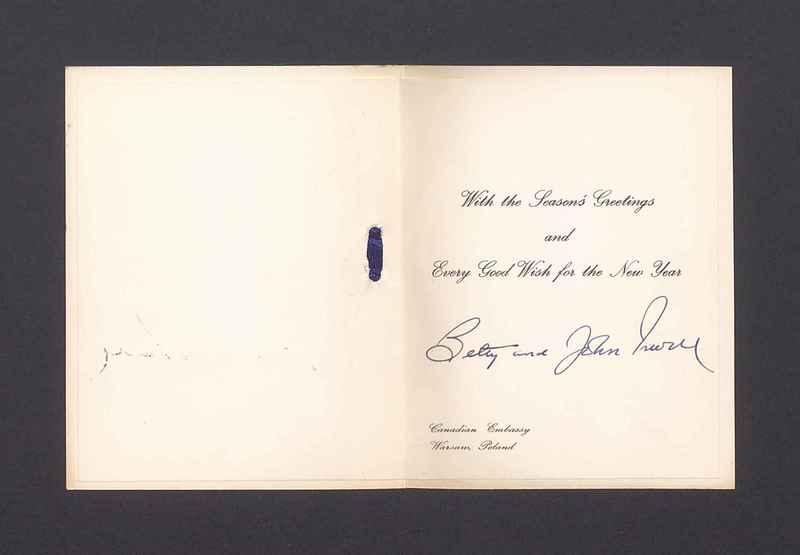 With the Season's Greetings
and
Every Good Wish for the New Year
Betty and John
Canadian Embassy
Warsaw, Poland